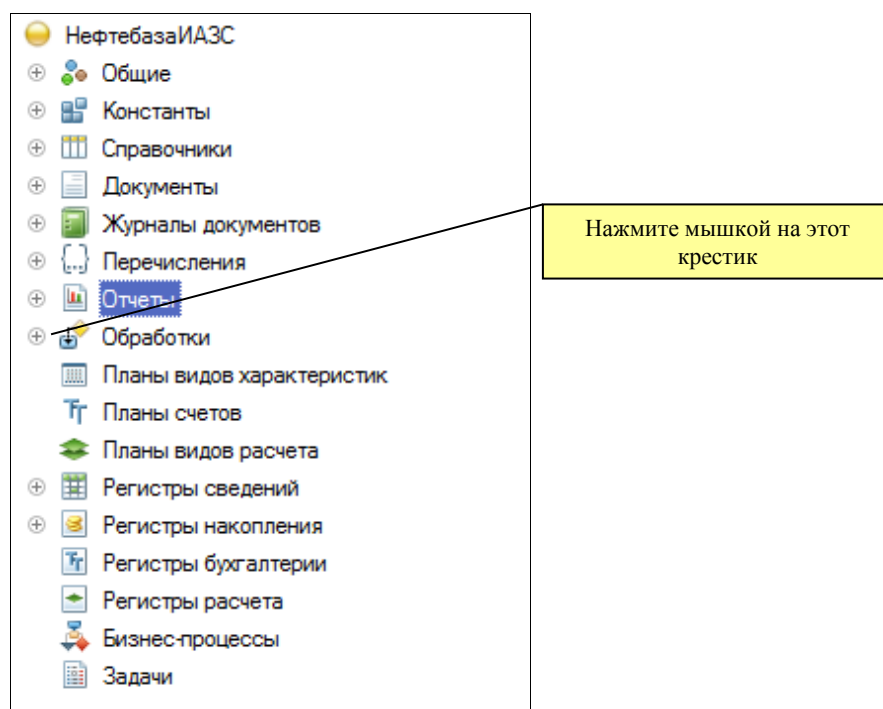 НефтебазаИАЗС
Общие
Константы
Справочники
Документы
Журналы документов
Нажмите мышкой на этот
крестик
Перечисления
Отчеты
Обработки
Планы видов характеристик
Планы счетов
Планы видов расчета
Регистры сведений
Регистры накопления
Регистры бухгалтерии
Регистры расчета
Бизнес-процессы
Задачи